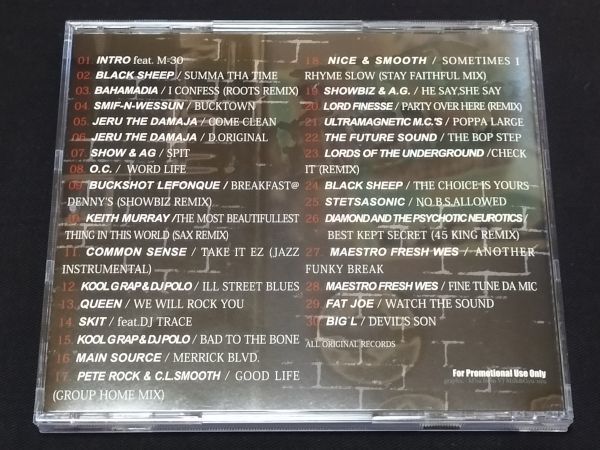 01. INTRO feat. M-30
02. BLACK SHEEP / SUMMA THA TIME
03. BAHAMADIA / I CONFESS (ROOTS REMIX)
04. SMIF-N-WESSUN / BUCKTOWN
05. JERU THE DAMAJA / COME CLEAN
06. JERU THE DAMAJA / D.ORIGINAL
07. SHOW & AG / SPIT
08. O.C. / WORD LIFE
09. BUCKSHOT LEFONQUE / BREAKFAST@
DENNY'S (SHOWBIZ REMIX)
10. KEITH MURRAY /THE MOST BEAUTIFULLEST
THING IN THIS WORLD (SAX REMIX)
11. COMMON SENSE / TAKE IT EZ (JAZZ
INSTRUMENTAL)
12. KOOL G RAP & DJ POLO / ILL STREET BLUES
13. QUEEN / WE WILL ROCK YOU
14. SKIT / feat.DJ TRACE
15. KOOL G RAP & DJ POLO / BAD TO THE BONE
16. MAIN SOURCE / MERRICK BLVD.
17. PETE ROCK & C.L.SMOOTH / GOOD LIFE
(GROUP HOME MIX)
18. NICE & SMOOTH / SOMETIMES I
RHYME SLOW (STAY FAITHFUL MIX)
19. SHOWBIZ & A.G. / HE SAY,SHE SAY
20. LORD FINESSE / PARTY OVER HERE (REMIX)
21. ULTRAMAGNETIC M.C.'S / POPPA LARGE
22. THE FUTURE SOUND / THE BOP STEP
23. LORDS OF THE UNDERGROUND /CHECK
IT (REMIX)
24. BLACK SHEEP / THE CHOICE IS YOURS
25. STETSASONIC / NO B.S.ALLOWED
26. DIAMOND AND THE PSYCHOTIC NEUROTICS /
BEST KEPT SECRET (45 KING REMIX)
27. MAESTRO FRESH WES / ANOTHER
FUNKY BREAK
28. MAESTRO FRESH WES / FINE TUNE DA MIC
29. FAT JOE / WATCH THE SOUND
30. BIG L / DEVILS SON
ALL ORIGINAL RECORDS
For Promotional Use Only